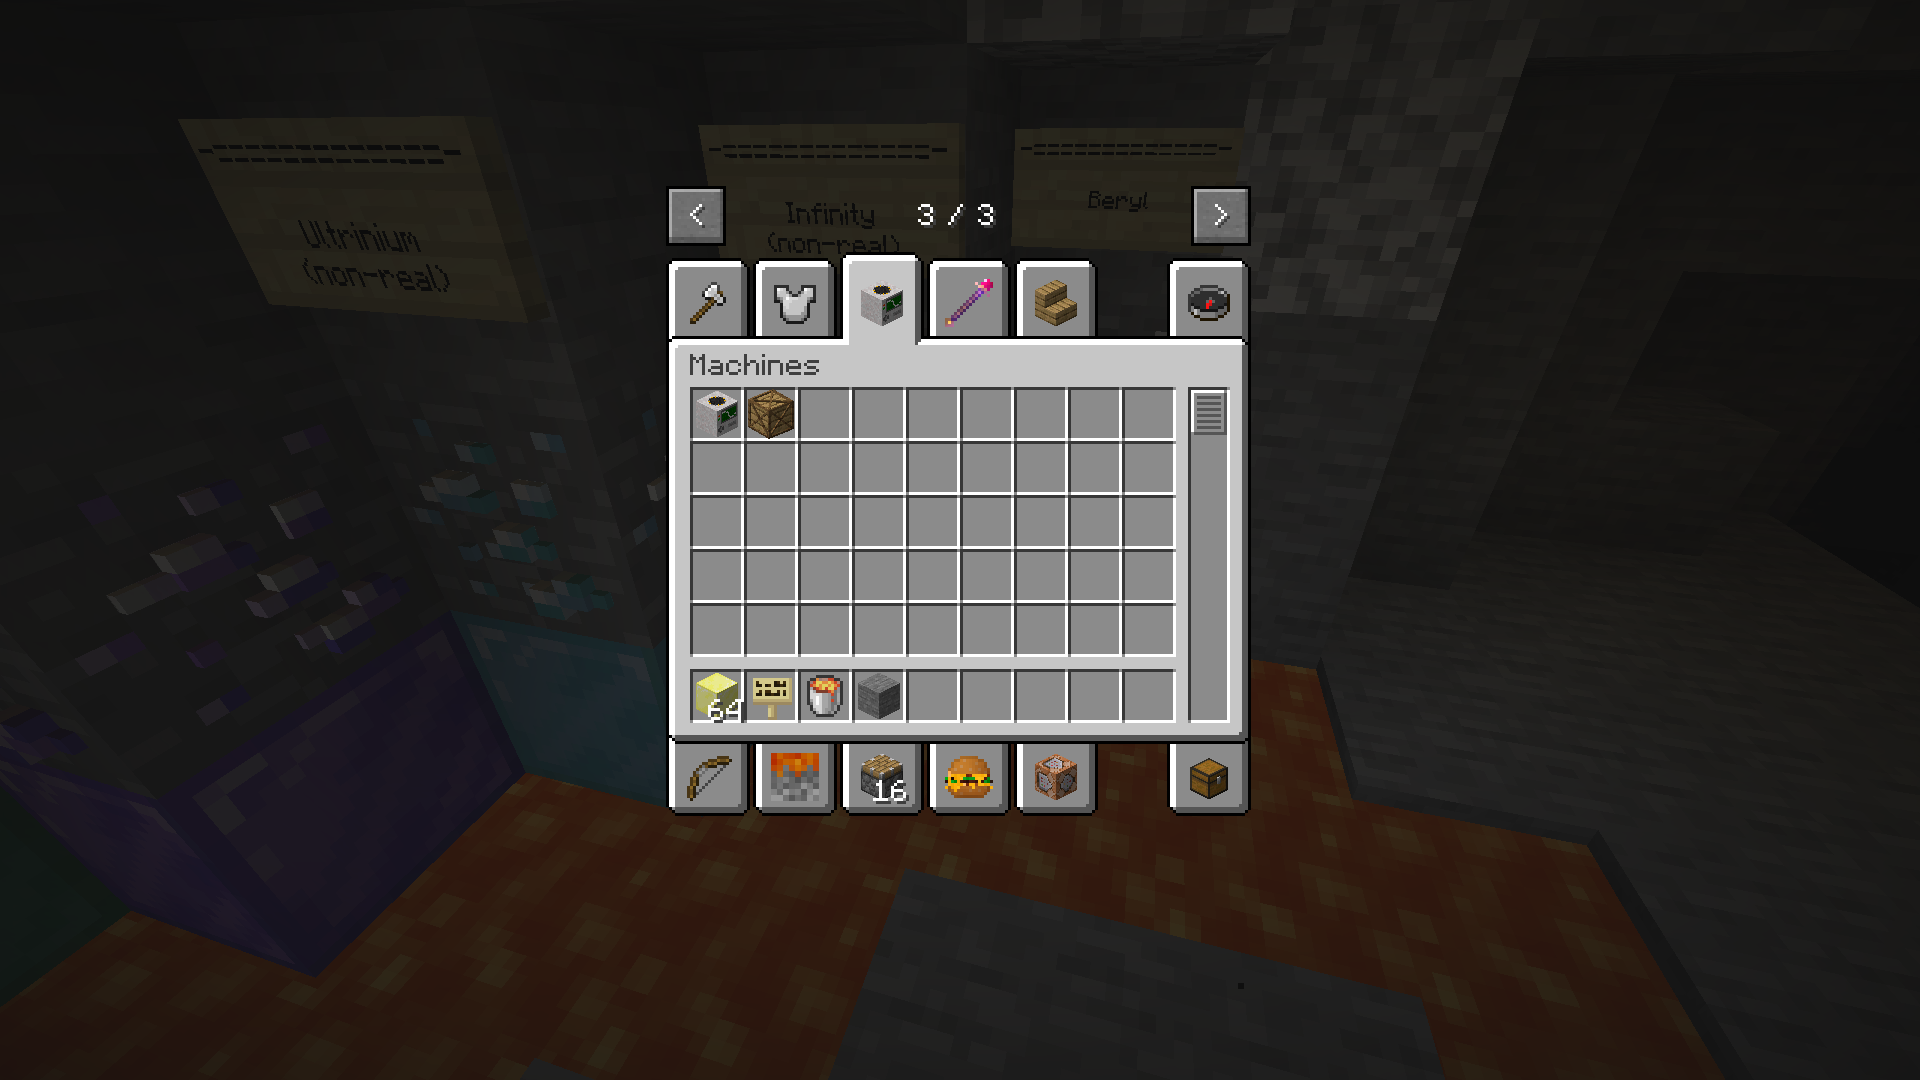 -====================-
Ultrinium
(non-real)
-====================-
Infinity
(non-real)
-====================-
Beryl
< 3 / 3 >
Machines
64
16